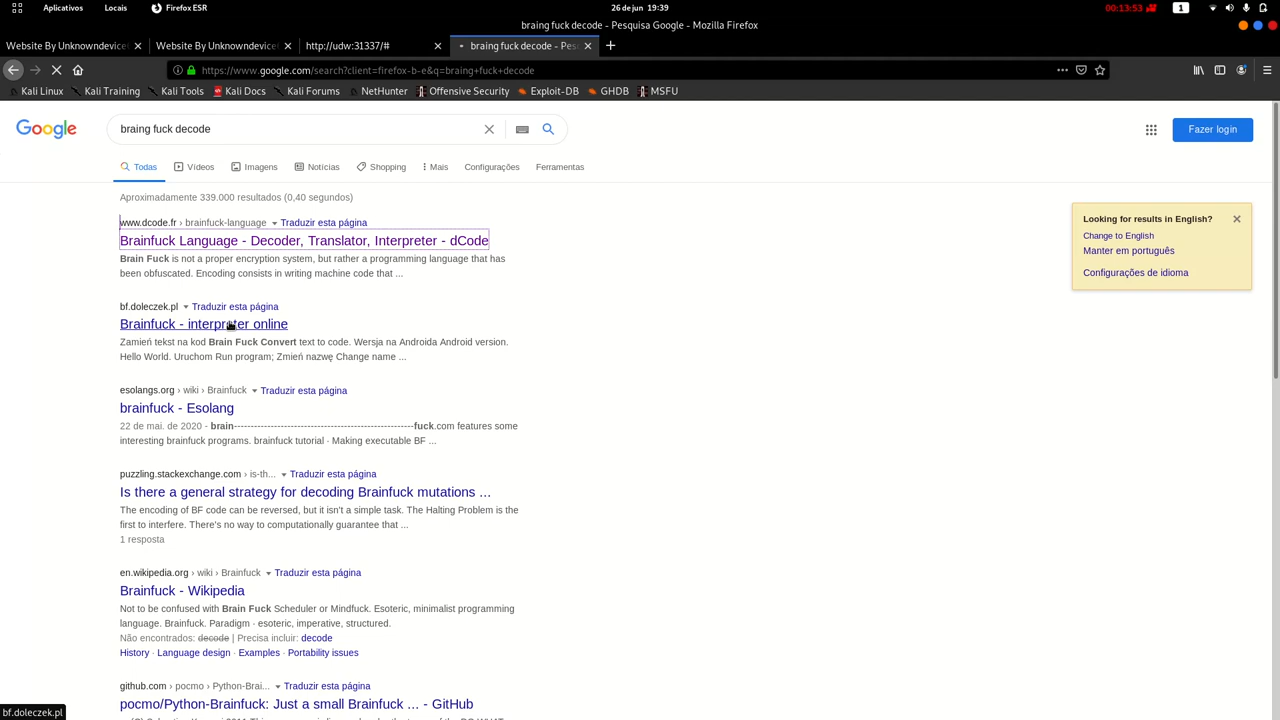 Aplicativos Locais Firefox ESR 26 de jun 19:39 00:13:53 1
braing fuck decode - Pesquisa Google - Mozilla Firefox
Website By Unknowndevice Website By Unknowndevice http://udw:31337/# braing fuck decode - Pes
https://www.google.com/search?client=firefox-b-e&q=braing+fuck+decode
Kali Linux Kali Training Kali Tools Kali Docs Kali Forums NetHunter Offensive Security Exploit-DB GHDB MSFU
Google braing fuck decode Fazer login
Todas Vídeos Imagens Notícias Shopping Mais Configurações Ferramentas
Aproximadamente 339.000 resultados (0,40 segundos)
www.dcode.fr › brainfuck-language Traduzir esta página
Brainfuck Language - Decoder, Translator, Interpreter - dCode
Brain Fuck is not a proper encryption system, but rather a programming language that has
been obfuscated. Encoding consists in writing machine code that ...
bf.doleczek.pl Traduzir esta página
Brainfuck - interpreter online
Zamień tekst na kod Brain Fuck Convert text to code. Wersja na Androida Android version.
Hello World. Uruchom Run program; Zmień nazwę Change name ...
esolangs.org › wiki › Brainfuck Traduzir esta página
brainfuck - Esolang
22 de mai. de 2020 - brain------------------------------------------------------fuck.com features some
interesting brainfuck programs. brainfuck tutorial · Making executable BF ...
puzzling.stackexchange.com › is-th... Traduzir esta página
Is there a general strategy for decoding Brainfuck mutations ...
The encoding of BF code can be reversed, but it isn't a simple task. The Halting Problem is the
first to interfere. There's no way to computationally guarantee that ...
1 resposta
en.wikipedia.org › wiki › Brainfuck Traduzir esta página
Brainfuck - Wikipedia
Not to be confused with Brain Fuck Scheduler or Mindfuck. Esoteric, minimalist programming
language. Brainfuck. Paradigm · esoteric, imperative, structured.
Não encontrados: decode | Precisa incluir: decode
History · Language design · Examples · Portability issues
github.com › pocmo › Python-Brai... Traduzir esta página
pocmo/Python-Brainfuck: Just a small Brainfuck ... - GitHub
Looking for results in English?
Change to English
Manter em português
Configurações de idioma
bf.doleczek.pl